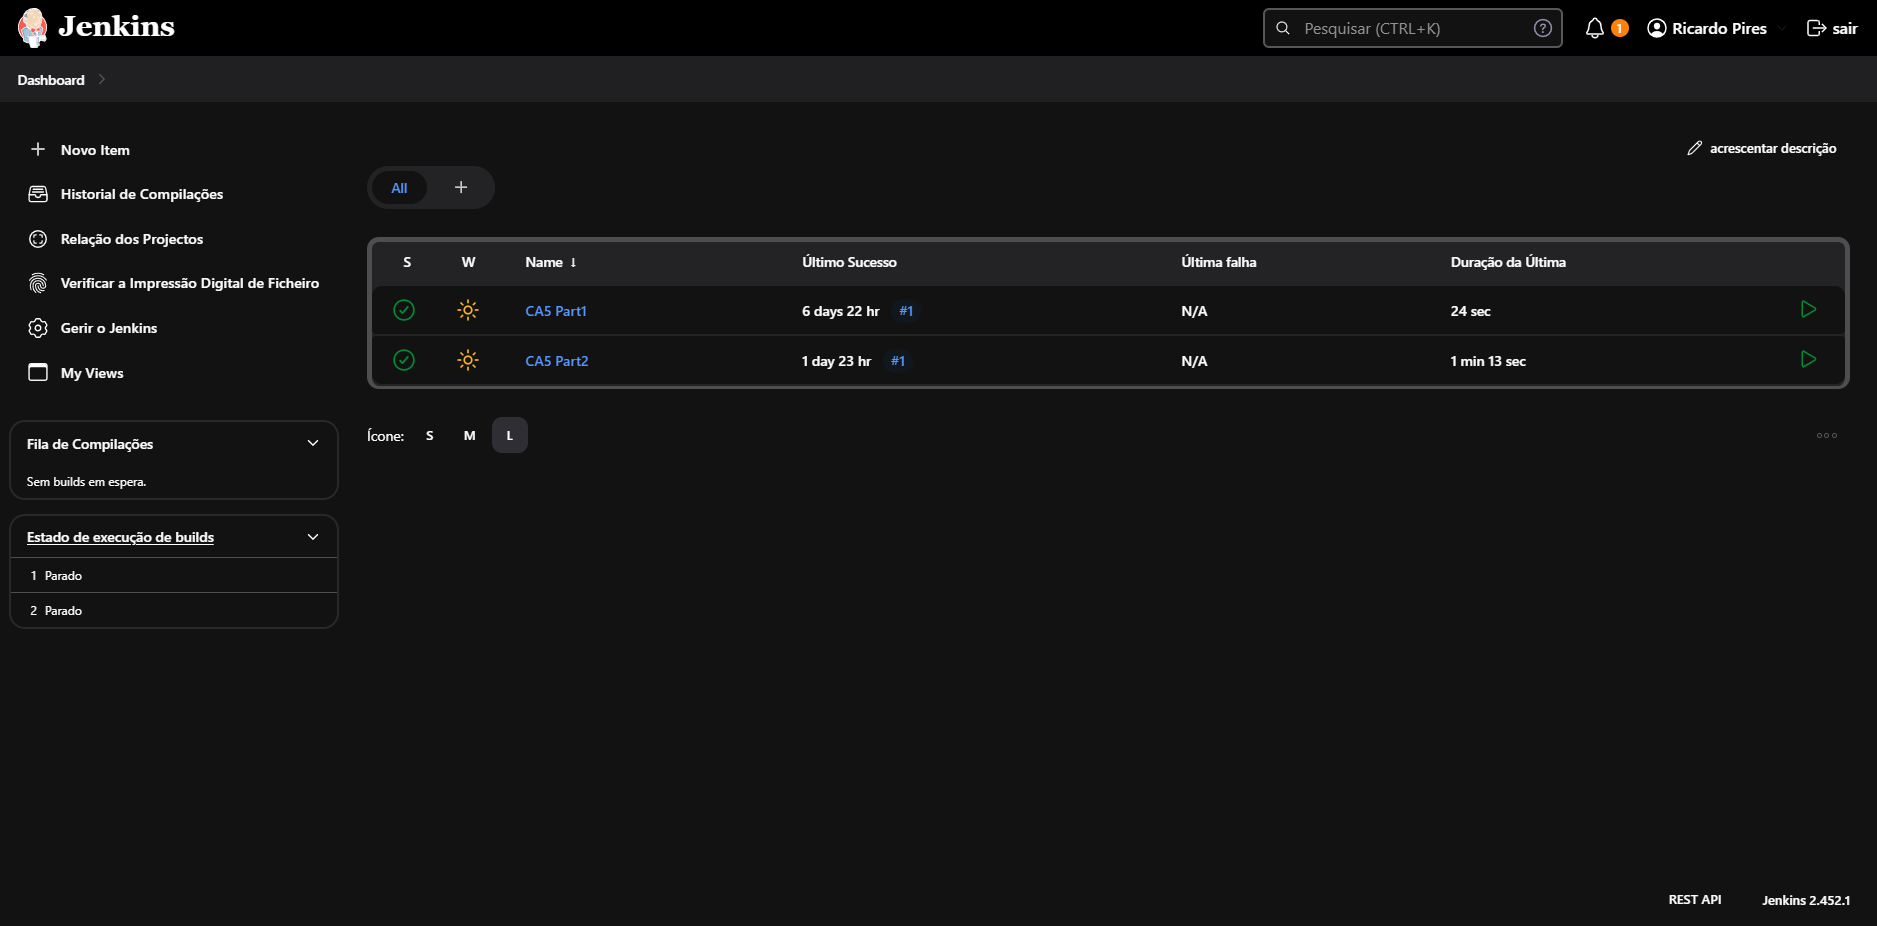 Jenkins
Pesquisar (CTRL+K)
?
1
Ricardo Pires
sair
Dashboard
Novo Item
Historial de Compilações
Relação dos Projectos
Verificar a Impressão Digital de Ficheiro
Gerir o Jenkins
My Views
Fila de Compilações
Sem builds em espera.
Estado de execução de builds
1 Parado
2 Parado
acrescentar descrição
All +
S W Name ↓ Último Sucesso Última falha Duração da Última
CA5 Part1 6 days 22 hr #1 N/A 24 sec
CA5 Part2 1 day 23 hr #1 N/A 1 min 13 sec
Ícone: S M L
REST API Jenkins 2.452.1